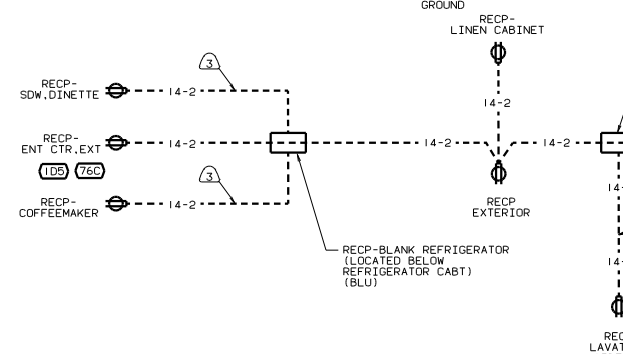 GROUND
RECP-
LINEN CABINET
3
RECP-
SDW,DINETTE
14-2
14-2
RECP-
ENT CTR,EXT
14-2
14-2
14-2
1D5
76C
3
14-
RECP-
COFFEEMAKER
14-2
RECP
EXTERIOR
RECP-BLANK REFRIGERATOR
(LOCATED BELOW
REFRIGERATOR CABT)
(BLU)
14-
REC
LAVAT